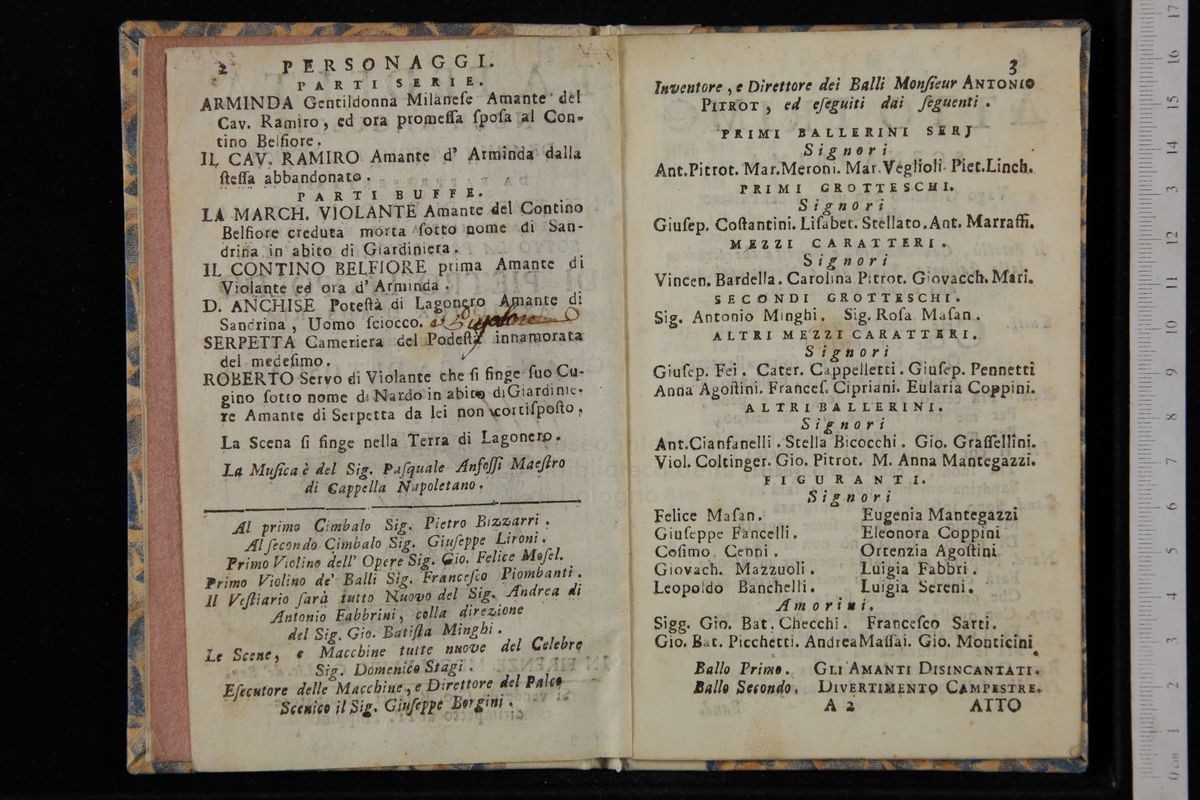 2
PERSONAGGI.
PARTI SERIE.
ARMINDA Gentildonna Milaneſe Amante del
Cav. Ramiro, ed ora promeſſa ſpoſa al Con-
tino Belfiore.
IL CAV. RAMIRO Amante d' Arminda dalla
ſteſſa abbandonato.
PARTI BUFFE.
LA MARCH. VIOLANTE Amante del Contino
Belfiore creduta morta ſotto nome di San-
drina in abito di Giardiniera.
IL CONTINO BELFIORE prima Amante di
Violante ed ora d' Arminda.
D. ANCHISE Poteſtà di Lagonero Amante di
Sandrina, Uomo ſciocco.
SERPETTA Cameriera del Podeſtà innamorata
del medeſimo.
ROBERTO Servo di Violante che ſi finge ſuo Cu-
gino ſotto nome di Nardo in abito di Giardinie-
re Amante di Serpetta da lei non cortiſpoſto,
La Scena ſi finge nella Terra di Lagonero.
La Muſica è del Sig. Paſquale Anfoſſi Maeſtro
di Cappella Napoletano.
Al primo Cimbalo Sig. Pietro Bizzarri.
Al ſecondo Cimbalo Sig. Giuſeppe Lironi.
Primo Violino dell' Opere Sig. Gio. Felice Moſel.
Primo Violino de' Balli Sig. Franceſco Piombanti.
Il Veſtiario ſarà tutto Nuovo del Sig. Andrea di
Antonio Fabbrini, colla direzione
del Sig. Gio. Batiſta Minghi.
Le Scene, e Macchine tutte nuove del Celebre
Sig. Domenico Stagi.
Eſecutore delle Macchine, e Direttore del Palco
Scenico il Sig. Giuſeppe Borgini.
3
Inventore, e Direttore dei Balli Monſieur ANTONIO
PITROT, ed eſeguiti dai ſeguenti.
PRIMI BALLERINI SERJ
Signori
Ant. Pitrot. Mar. Meroni. Mar. Veglioli. Piet. Linch.
PRIMI GROTTESCHI.
Signori
Giuſep. Coſtantini. Liſabet. Stellato. Ant. Marraffi.
MEZZI CARATTERI.
Signori
Vincen. Bardella. Carolina Pitrot. Giovacch. Mari.
SECONDI GROTTESCHI.
Sig. Antonio Minghi. Sig. Roſa Maſan.
ALTRI MEZZI CARATTERI.
Signori
Giuſep. Fei. Cater. Cappelletti. Giuſep. Pennetti
Anna Agoſtini. Franceſ. Cipriani. Eularia Coppini.
ALTRI BALLERINI.
Signori
Ant. Cianfanelli. Stella Bicocchi. Gio. Graſſellini.
Viol. Coltinger. Gio. Pitrot. M. Anna Mantegazzi.
FIGURANTI.
Signori
Felice Maſan. Eugenia Mantegazzi
Giuſeppe Fancelli. Eleonora Coppini
Coſimo Cenni. Ortenzia Agoſtini
Giovach. Mazzuoli. Luigia Fabbri.
Leopoldo Banchelli. Luigia Sereni.
Amorini.
Sigg. Gio. Bat. Checchi. Franceſco Sarti.
Gio. Bat. Picchetti. Andrea Maſſai. Gio. Monticini
Ballo Primo. GLI AMANTI DISINCANTATI.
Ballo Secondo. DIVERTIMENTO CAMPESTRE.
A 2 ATTO